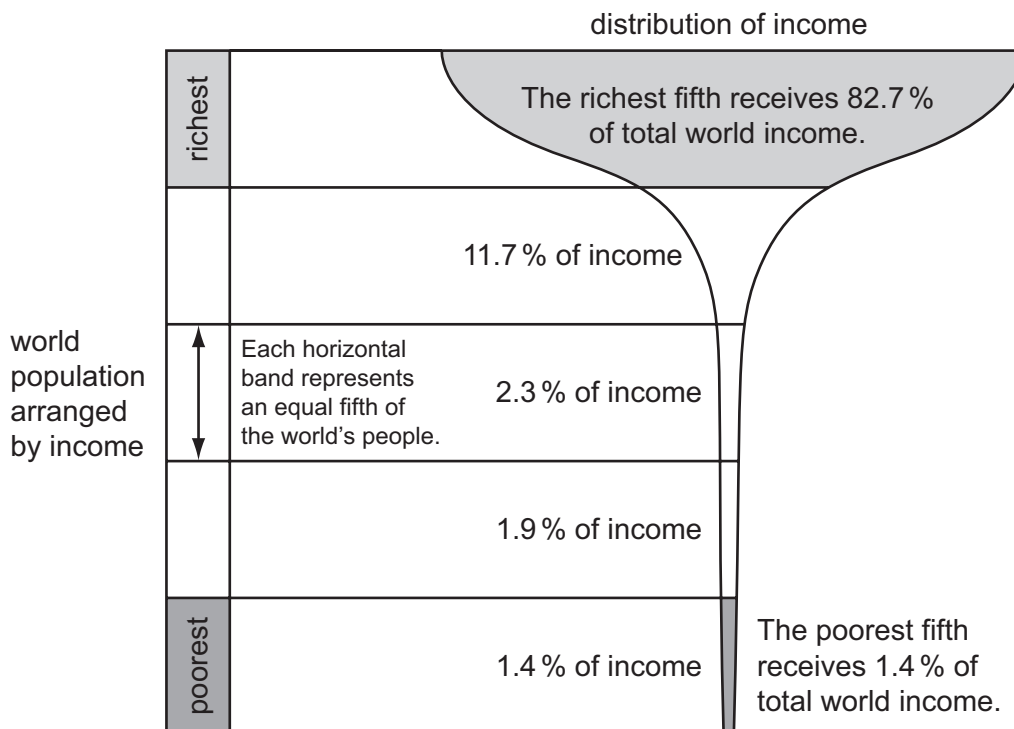 distribution of income
richest
The richest fifth receives 82.7 %
of total world income.
11.7 % of income
world
population
arranged
by income
Each horizontal
band represents
an equal fifth of
the world’s people.
2.3 % of income
1.9 % of income
poorest
1.4 % of income
The poorest fifth
receives 1.4 % of
total world income.